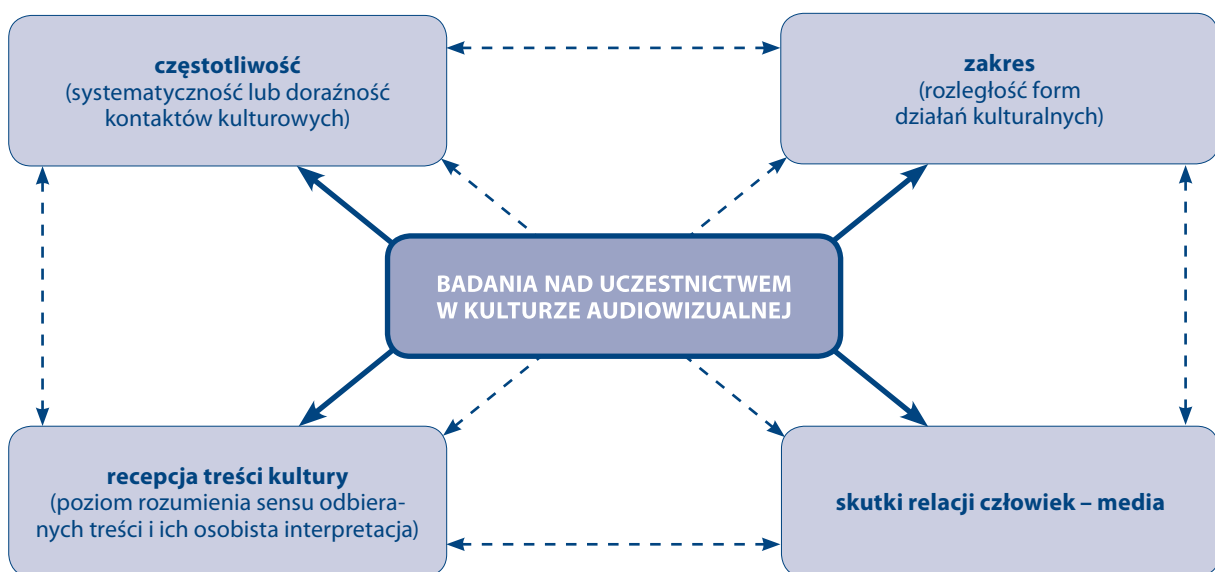 częstotliwość
(systematyczność lub doraźność
kontaktów kulturowych)
zakres
(rozległość form
działań kulturalnych)
BADANIA NAD UCZESTNICTWEM
W KULTURZE AUDIOWIZUALNEJ
recepcja treści kultury
(poziom rozumienia sensu odbiera-
nych treści i ich osobista interpretacja)
skutki relacji człowiek – media